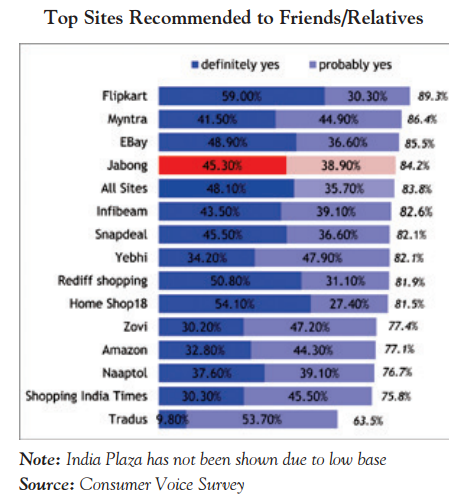 Top Sites Recommended to Friends/Relatives
definitely yes probably yes
Flipkart 59.00% 30.30% 89.3%
Myntra 41.50% 44.90% 86.4%
EBay 48.90% 36.60% 85.5%
Jabong 45.30% 38.90% 84.2%
All Sites 48.10% 35.70% 83.8%
Infibeam 43.50% 39.10% 82.6%
Snapdeal 45.50% 36.60% 82.1%
Yebhi 34.20% 47.90% 82.1%
Rediff shopping 50.80% 31.10% 81.9%
Home Shop18 54.10% 27.40% 81.5%
Zovi 30.20% 47.20% 77.4%
Amazon 32.80% 44.30% 77.1%
Naaptol 37.60% 39.10% 76.7%
Shopping India Times 30.30% 45.50% 75.8%
Tradus 9.80% 53.70% 63.5%
Note: India Plaza has not been shown due to low base
Source: Consumer Voice Survey